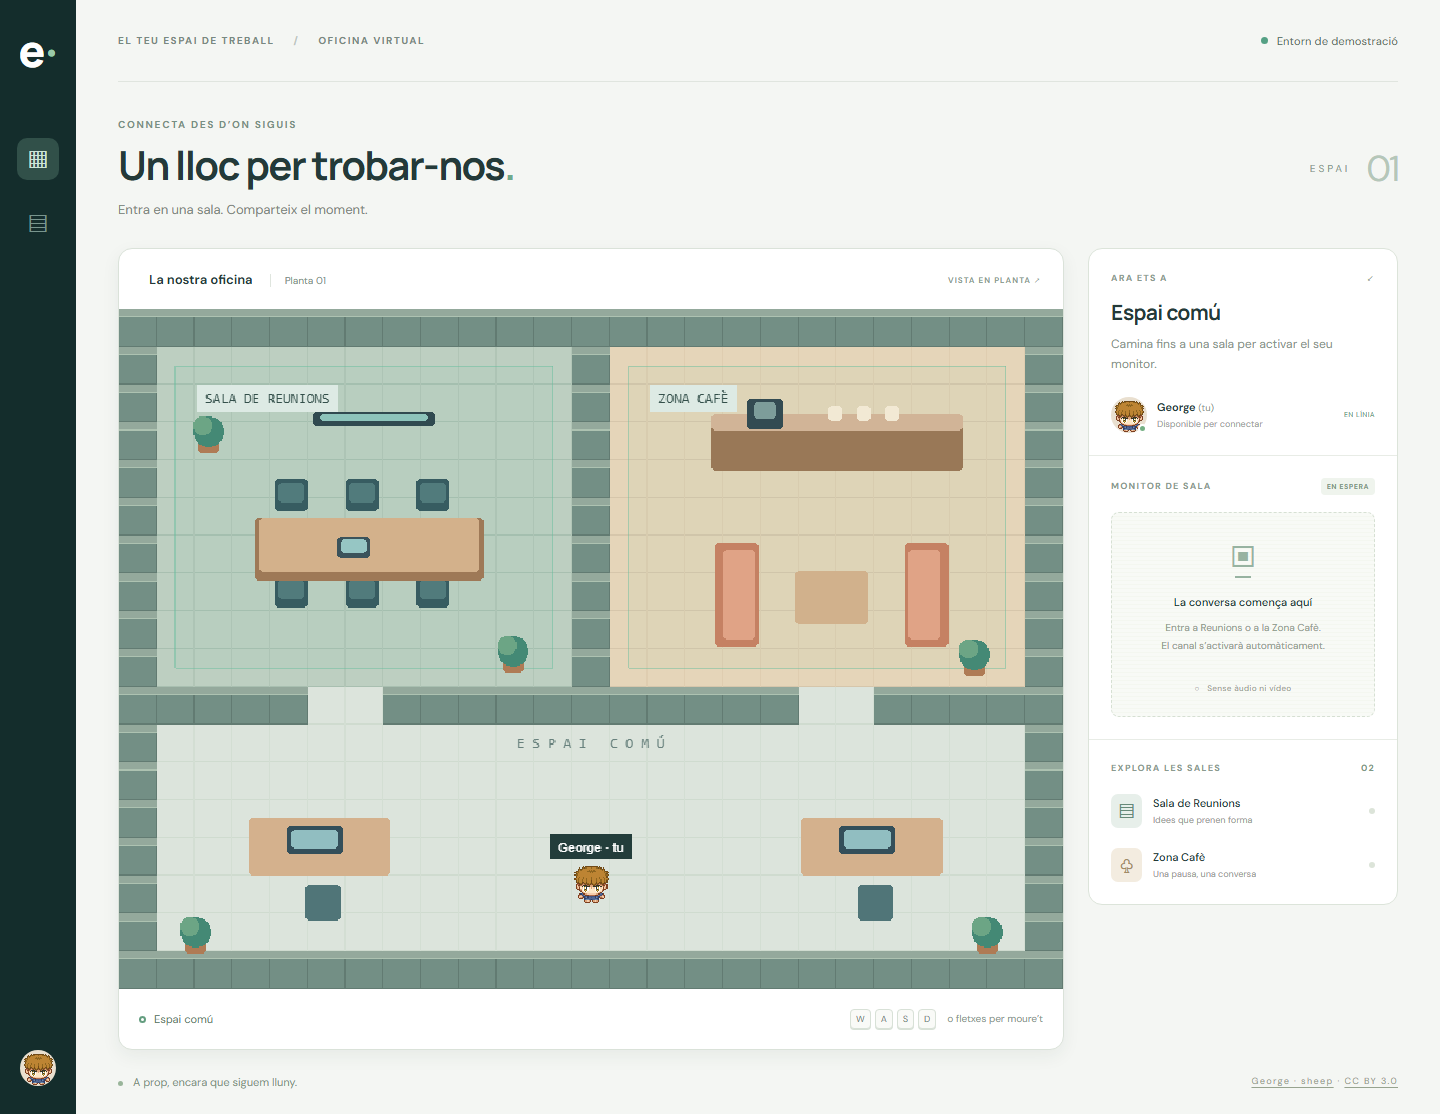 e
EL TEU ESPAI DE TREBALL / OFICINA VIRTUAL
Entorn de demostració
CONNECTA DES D'ON SIGUIS
Un lloc per trobar-nos.
ESPAI 01
Entra en una sala. Comparteix el moment.
La nostra oficina
Planta 01
VISTA EN PLANTA ↗
SALA DE REUNIONS
ZONA CAFÈ
ESPAI COMÚ
George - tu
Espai comú
W A S D o fletxes per moure't
ARA ETS A
Espai comú
Camina fins a una sala per activar el seu
monitor.
George (tu)
Disponible per connectar
EN LÍNIA
MONITOR DE SALA
EN ESPERA
La conversa comença aquí
Entra a Reunions o a la Zona Cafè.
El canal s'activarà automàticament.
Sense àudio ni vídeo
EXPLORA LES SALES
02
Sala de Reunions
Idees que prenen forma
Zona Cafè
Una pausa, una conversa
A prop, encara que siguem lluny.
George · sheep · CC BY 3.0